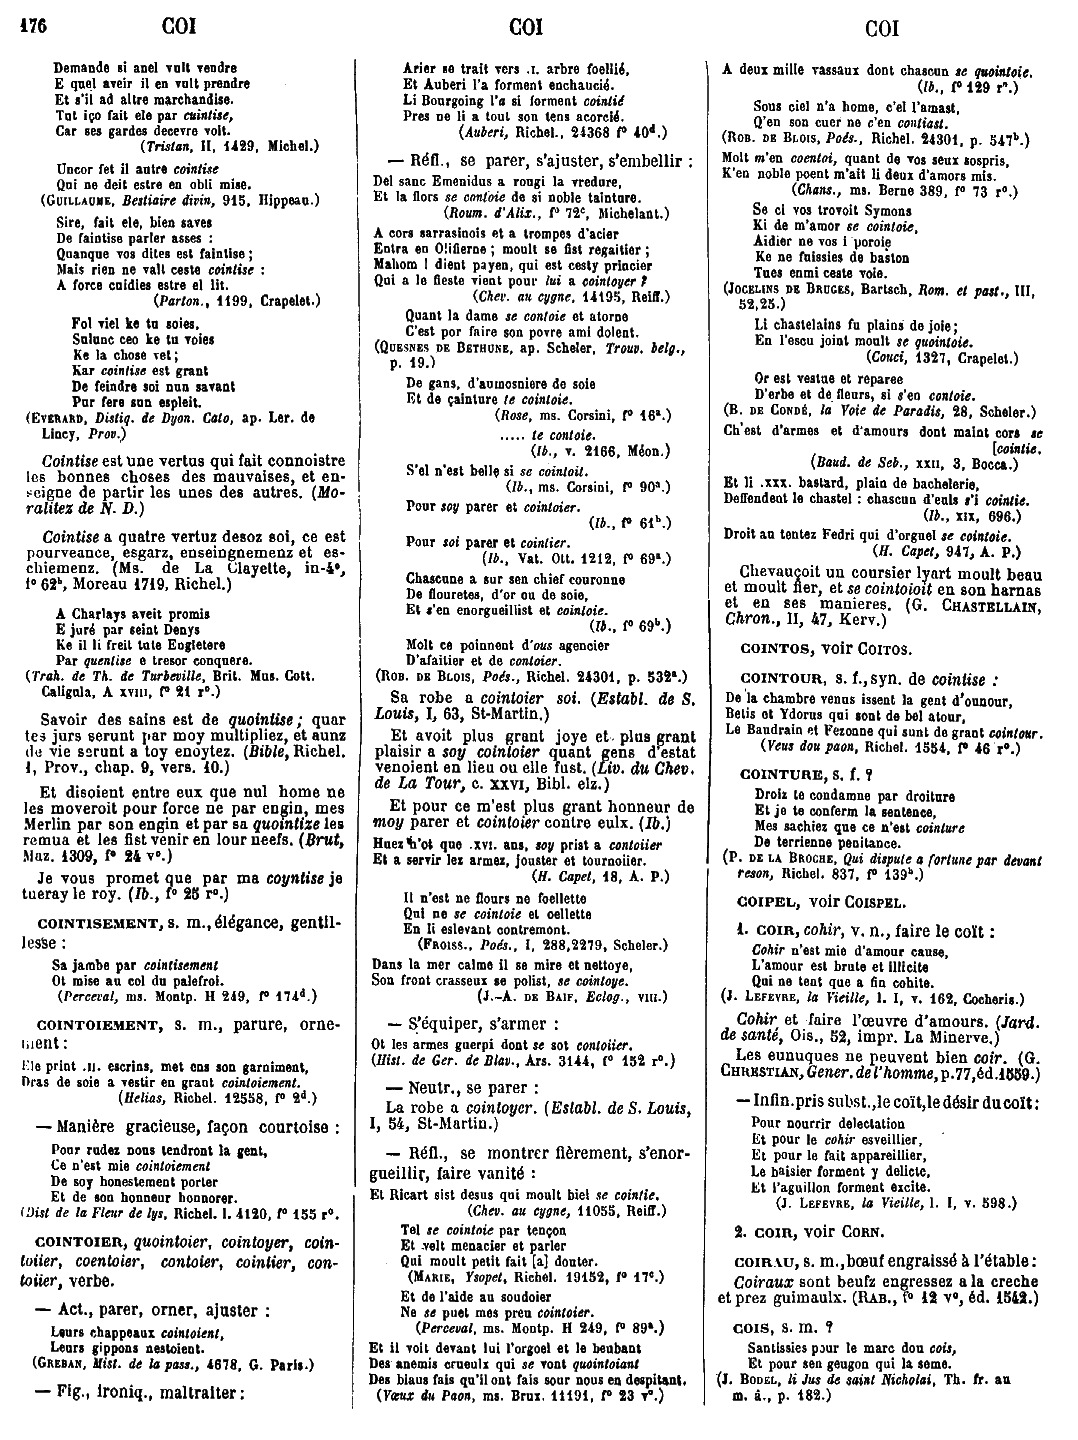 176 COI COI COI
Demande si anel vult vendre
E quel aveir il en vult prendre
Et s'il ad altre marchandise.
Tut iço fait ele par cuintise,
Car ses gardes decevre volt.
(Tristan, II, 1429, Michel.)
Uncor fet il autre cointise
Qui ne deit estre en obli mise.
(GUILLAUME, Bestiaire divin, 915, Hippeau.)
Sire, fait ele, bien saves
De faintise parler asses :
Quanque vos dites est faintise ;
Mais rien ne valt ceste cointise :
A force cuidies estre el lit.
(Parton., 1199, Crapelet.)
Fol viel ke tu soies,
Sulunc ceo ke tu voies
Ke la chose vet ;
Kar cointise est grant
De feindre soi nun savant
Pur fere sun espleit.
(EVERARD, Distiq. de Dyon. Cato, ap. Ler. de
Lincy, Prov.)
Cointise est une vertus qui fait connoistre
les bonnes choses des mauvaises, et en-
seigne de partir les unes des autres. (Mo-
ralitez de N. D.)
Cointise a quatre vertuz desoz soi, ce est
pourveance, esgarz, enseingnemenz et es-
chiemenz. (Ms. de La Clayette, in-4°,
f° 62ᵇ, Moreau 1719, Richel.)
A Charlays aveit promis
E juré par seint Denys
Ke il li freit tute Engletere
Par quentise e tresor conquere.
(Trah. de Th. de Turbeville, Brit. Mus. Cott.
Caligula, A XVIII, f° 21 r°.)
Savoir des sains est de quointise ; quar
tes jurs serunt par moy multipliez, et aunz
de vie serunt a toy enoytez. (Bible, Richel.
1, Prov., chap. 9, vers. 10.)
Et disoient entre eux que nul home ne
les moveroit pour force ne par engin, mes
Merlin par son engin et par sa quointize les
remua et les fist venir en lour neefs. (Brut,
Maz. 1309, f° 24 v°.)
Je vous promet que par ma coyntise je
tueray le roy. (Ib., f° 25 r°.)
COINTISEMENT, s. m., élégance, gentil-
lesse :
Sa jambe par cointisement
Ot mise au col du palefroi.
(Perceval, ms. Montp. H 249, f° 174ᵈ.)
COINTOIEMENT, s. m., parure, orne-
ment :
Ele print .II. escrins, met ens son garniment,
Dras de soie a vestir en grant cointoiement.
(Helias, Richel. 12558, f° 2ᵈ.)
— Manière gracieuse, façon courtoise :
Pour rudez nous tendront la gent,
Ce n'est mie cointoiement
De soy honestement porter
Et de son honneur honnorer.
(Dist de la Fleur de lys, Richel. l. 4120, f° 155 r°.
COINTOIER, quointoier, cointoyer, coin-
toiier, coentoier, contoier, cointier, con-
toiier, verbe.
— Act., parer, orner, ajuster :
Leurs chappeaux cointoient,
Leurs gippons nestoient.
(GREBAN, Mist. de la pass., 4678, G. Paris.)
— Fig., ironiq., maltraiter :
Arier se trait vers .I. arbre foellié,
Et Auberi l'a forment enchaucié.
Li Bourgoing l'a si forment cointié
Pres ne li a tout son tens acorcié.
(Auberi, Richel., 24368 f° 40ᵈ.)
— Réfl., se parer, s'ajuster, s'embellir :
Del sanc Emenidus a rougi la vredure,
Et la flors se contoie de si noble tainture.
(Roum. d'Alix., f° 72ᶜ, Michelant.)
A cors sarrasinois et a trompes d'acier
Entra en Olifierne ; moult se fist regaitier ;
Mahom ! dient payen, qui est cesty princier
Qui a le fieste vient pour lui a cointoyer ?
(Chev. au cygne, 14195, Reiff.)
Quant la dame se contoie et atorne
C'est por faire son povre ami dolent.
(QUESNES DE BETHUNE, ap. Scheler, Trouv. belg.,
p. 19.)
De gans, d'aumosniere de soie
Et de çainture te cointoie.
(Rose, ms. Corsini, f° 16ᵃ.)
..... te contoie.
(Ib., v. 2166, Méon.)
S'el n'est belle si se cointoit.
(Ib., ms. Corsini, f° 90ᵃ.)
Pour soy parer et cointoier.
(Ib., f° 61ᵇ.)
Pour soi parer et cointier.
(Ib., Vat. Ott. 1212, f° 69ᵃ.)
Chascune a sur sen chief couronne
De flouretes, d'or ou de soie,
Et s'en enorgueillist et cointoie.
(Ib., f° 69ᵇ.)
Molt ce poinnent d'ous agencier
D'afaitier et de contoier.
(ROB. DE BLOIS, Poés., Richel. 24301, p. 532ᵃ.)
Sa robe a cointoier soi. (Establ. de S.
Louis, I, 63, St-Martin.)
Et avoit plus grant joye et plus grant
plaisir a soy cointoier quant gens d'estat
venoient en lieu ou elle fust. (Liv. du Chev.
de La Tour, c. XXVI, Bibl. elz.)
Et pour ce m'est plus grant honneur de
moy parer et cointoier contre eulx. (Ib.)
Huez n'ot que .XVI. ans, soy prist a contoiier
Et a servir lez armez, jouster et tournoiier.
(H. Capet, 18, A. P.)
Il n'est ne flours ne foellette
Qui ne se cointoie et oellette
En li eslevant contremont.
(FROISS., Poés., I, 288,2279, Scheler.)
Dans la mer calme il se mire et nettoye,
Son front crasseux se polist, se cointoye.
(J.-A. DE BAIF, Eclog., VIII.)
— S'équiper, s'armer :
Ot les armes guerpi dont se sot contoiier.
(Hist. de Ger. de Blav., Ars. 3144, f° 152 r°.)
— Neutr., se parer :
La robe a cointoyer. (Establ. de S. Louis,
I, 54, St-Martin.)
— Réfl., se montrer fièrement, s'enor-
gueillir, faire vanité :
Et Ricart sist desus qui moult biel se cointie.
(Chev. au cygne, 11055, Reiff.)
Tel se cointoie par tençon
Et velt menacier et parler
Qui moult petit fait [a] douter.
(MARIE, Ysopet, Richel. 19152, f° 17ᶜ.)
Et de l'aide au soudoier
Ne se puet mes preu cointoier.
(Perceval, ms. Montp. H 249, f° 89ᵃ.)
Et il voit devant lui l'orgoel et le beubant
Des anemis crueulx qui se vont quointoiant
Des biaus fais qu'il ont fais sour nous en despitant.
(Vœux du Paon, ms. Brux. 11191, f° 23 v°.)
A deux mille vassaux dont chascun se quointoie.
(Ib., f° 129 r°.)
Sous ciel n'a home, c'el l'amast,
Q'en son cuer ne c'en contiast.
(ROB. DE BLOIS, Poés., Richel. 24301, p. 547ᵇ.)
Molt m'en coentoi, quant de vos seux sospris,
K'en noble poent m'ait li deux d'amors mis.
(Chans., ms. Berne 389, f° 73 r°.)
Se ci vos trovoit Symons
Ki de m'amor se cointoie,
Aidier ne vos i poroie
Ke ne fuissies de baston
Tues enmi ceste voie.
(JOCELINS DE BRUGES, Bartsch, Rom. et past., III,
52,25.)
Li chastelains fu plains de joie ;
En l'escu joint moult se quointoie.
(Couci, 1327, Crapelet.)
Or est vestue et reparee
D'erbe et de fleurs, si s'en contoie.
(B. DE CONDÉ, la Voie de Paradis, 28, Scheler.)
Ch'est d'armes et d'amours dont maint cors se
[cointie.
(Baud. de Seb., XXII, 3, Bocca.)
Et li .XXX. bastard, plain de bachelerie,
Deffendent le chastel : chascun d'euls s'i cointie.
(Ib., XIX, 696.)
Droit au tentez Fedri qui d'orguel se cointoie.
(H. Capet, 947, A. P.)
Chevauçoit un coursier lyart moult beau
et moult fier, et se cointoioit en son harnas
et en ses manieres. (G. CHASTELLAIN,
Chron., II, 47, Kerv.)
COINTOS, voir COITOS.
COINTOUR, s. f., syn. de cointise :
De la chambre venus issent la gent d'ounour,
Betis et Ydorus qui sont de bel atour,
Le Baudrain et Fezonne qui sunt de grant cointour.
(Veus dou paon, Richel. 1554, f° 46 r°.)
COINTURE, s. f. ?
Droiz te condamne par droiture
Et je te conferm la sentence,
Mes sachiez que ce n'est cointure
De terrienne penitance.
(P. DE LA BROCHE, Qui dispute a fortune par devant
reson, Richel. 837, f° 139ᵇ.)
COIPEL, voir COISPEL.
1. COIR, cohir, v. n., faire le coït :
Cohir n'est mie d'amour cause,
L'amour est brute et illicite
Qui ne tent que a fin cohite.
(J. LEFEVRE, la Vieille, l. I, v. 162, Cocheris.)
Cohir et faire l'œuvre d'amours. (Jard.
de santé, Ois., 52, impr. La Minerve.)
Les eunuques ne peuvent bien coir. (G.
CHRESTIAN, Gener. de l'homme, p. 77, éd. 1559.)
— Infin. pris subst., le coït, le désir du coït :
Pour nourrir delectation
Et pour le cohir esveillier,
Et pour le fait appareillier,
Le baisier forment y delicte,
Et l'aguillon forment excite.
(J. LEFEVRE, la Vieille, l. I, v. 598.)
2. COIR, voir CORN.
COIRAU, s. m., bœuf engraissé à l'étable :
Coiraux sont beufz engressez a la creche
et prez guimaulx. (RAB., f° 12 v°, éd. 1542.)
COIS, s. m. ?
Santissies pour le marc dou cois,
Et pour sen geugon qui la seme.
(J. BODEL, li Jus de saint Nicholai, Th. fr. au
m. â., p. 182.)